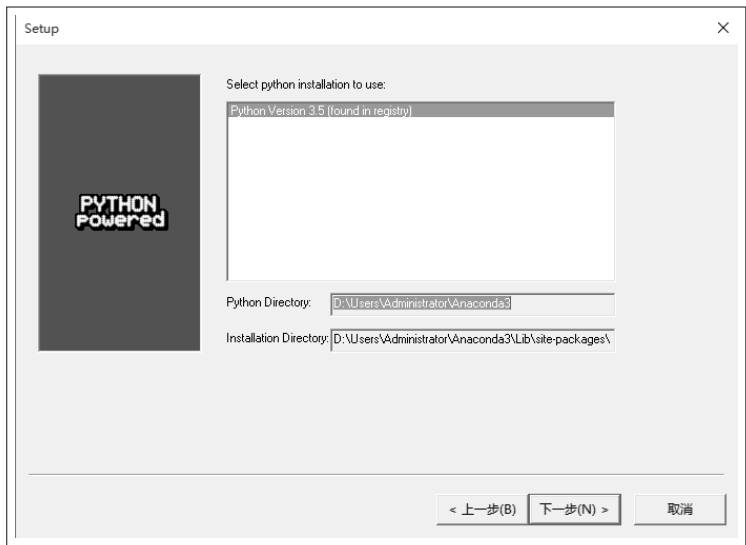 Setup
Select python installation to use:
Python Version 3.5 (found in registry)
PYTHON
powered
Python Directory: D:\Users\Administrator\Anaconda3
Installation Directory: D:\Users\Administrator\Anaconda3\Lib\site-packages\
< 上一步(B) 下一步(N) > 取消